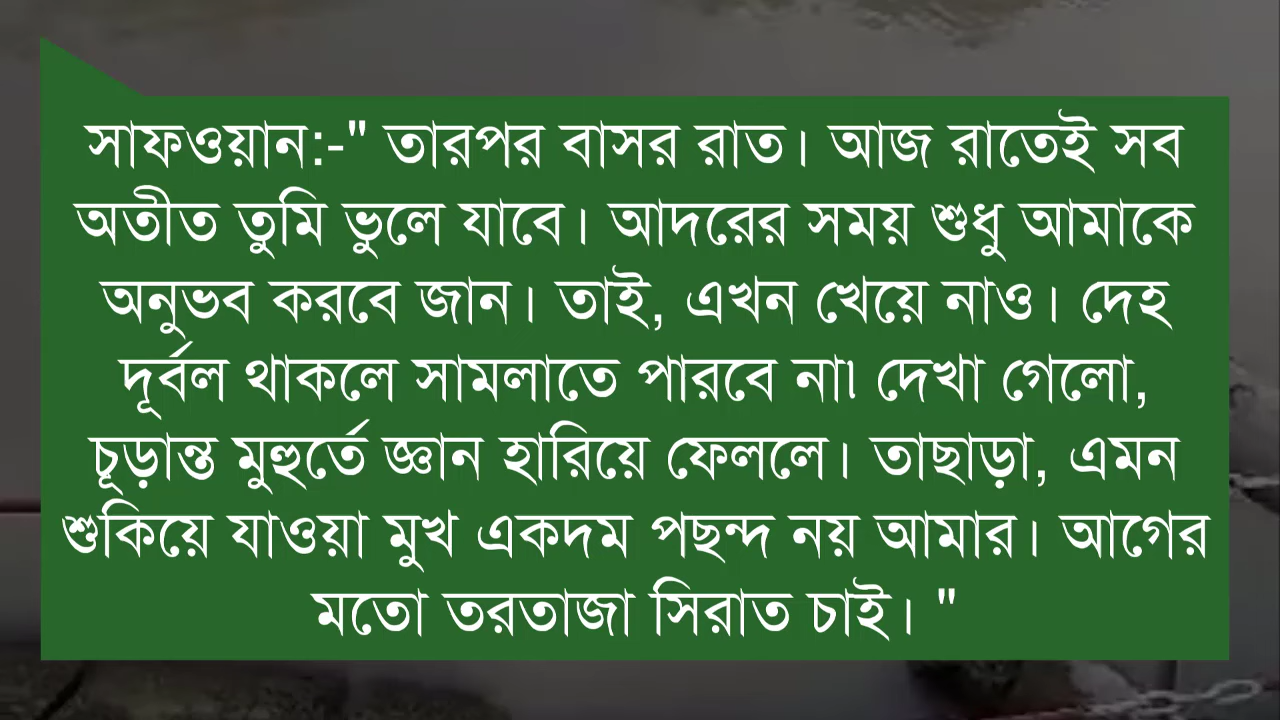 সাফওয়ান:-" তারপর বাসর রাত। আজ রাতেই সব
অতীত তুমি ভুলে যাবে। আদরের সময় শুধু আমাকে
অনুভব করবে জান। তাই, এখন খেয়ে নাও। দেহ
দূর্বল থাকলে সামলাতে পারবে না৷ দেখা গেলো,
চূড়ান্ত মুহুর্তে জ্ঞান হারিয়ে ফেললে। তাছাড়া, এমন
শুকিয়ে যাওয়া মুখ একদম পছন্দ নয় আমার। আগের
মতো তরতাজা সিরাত চাই। "